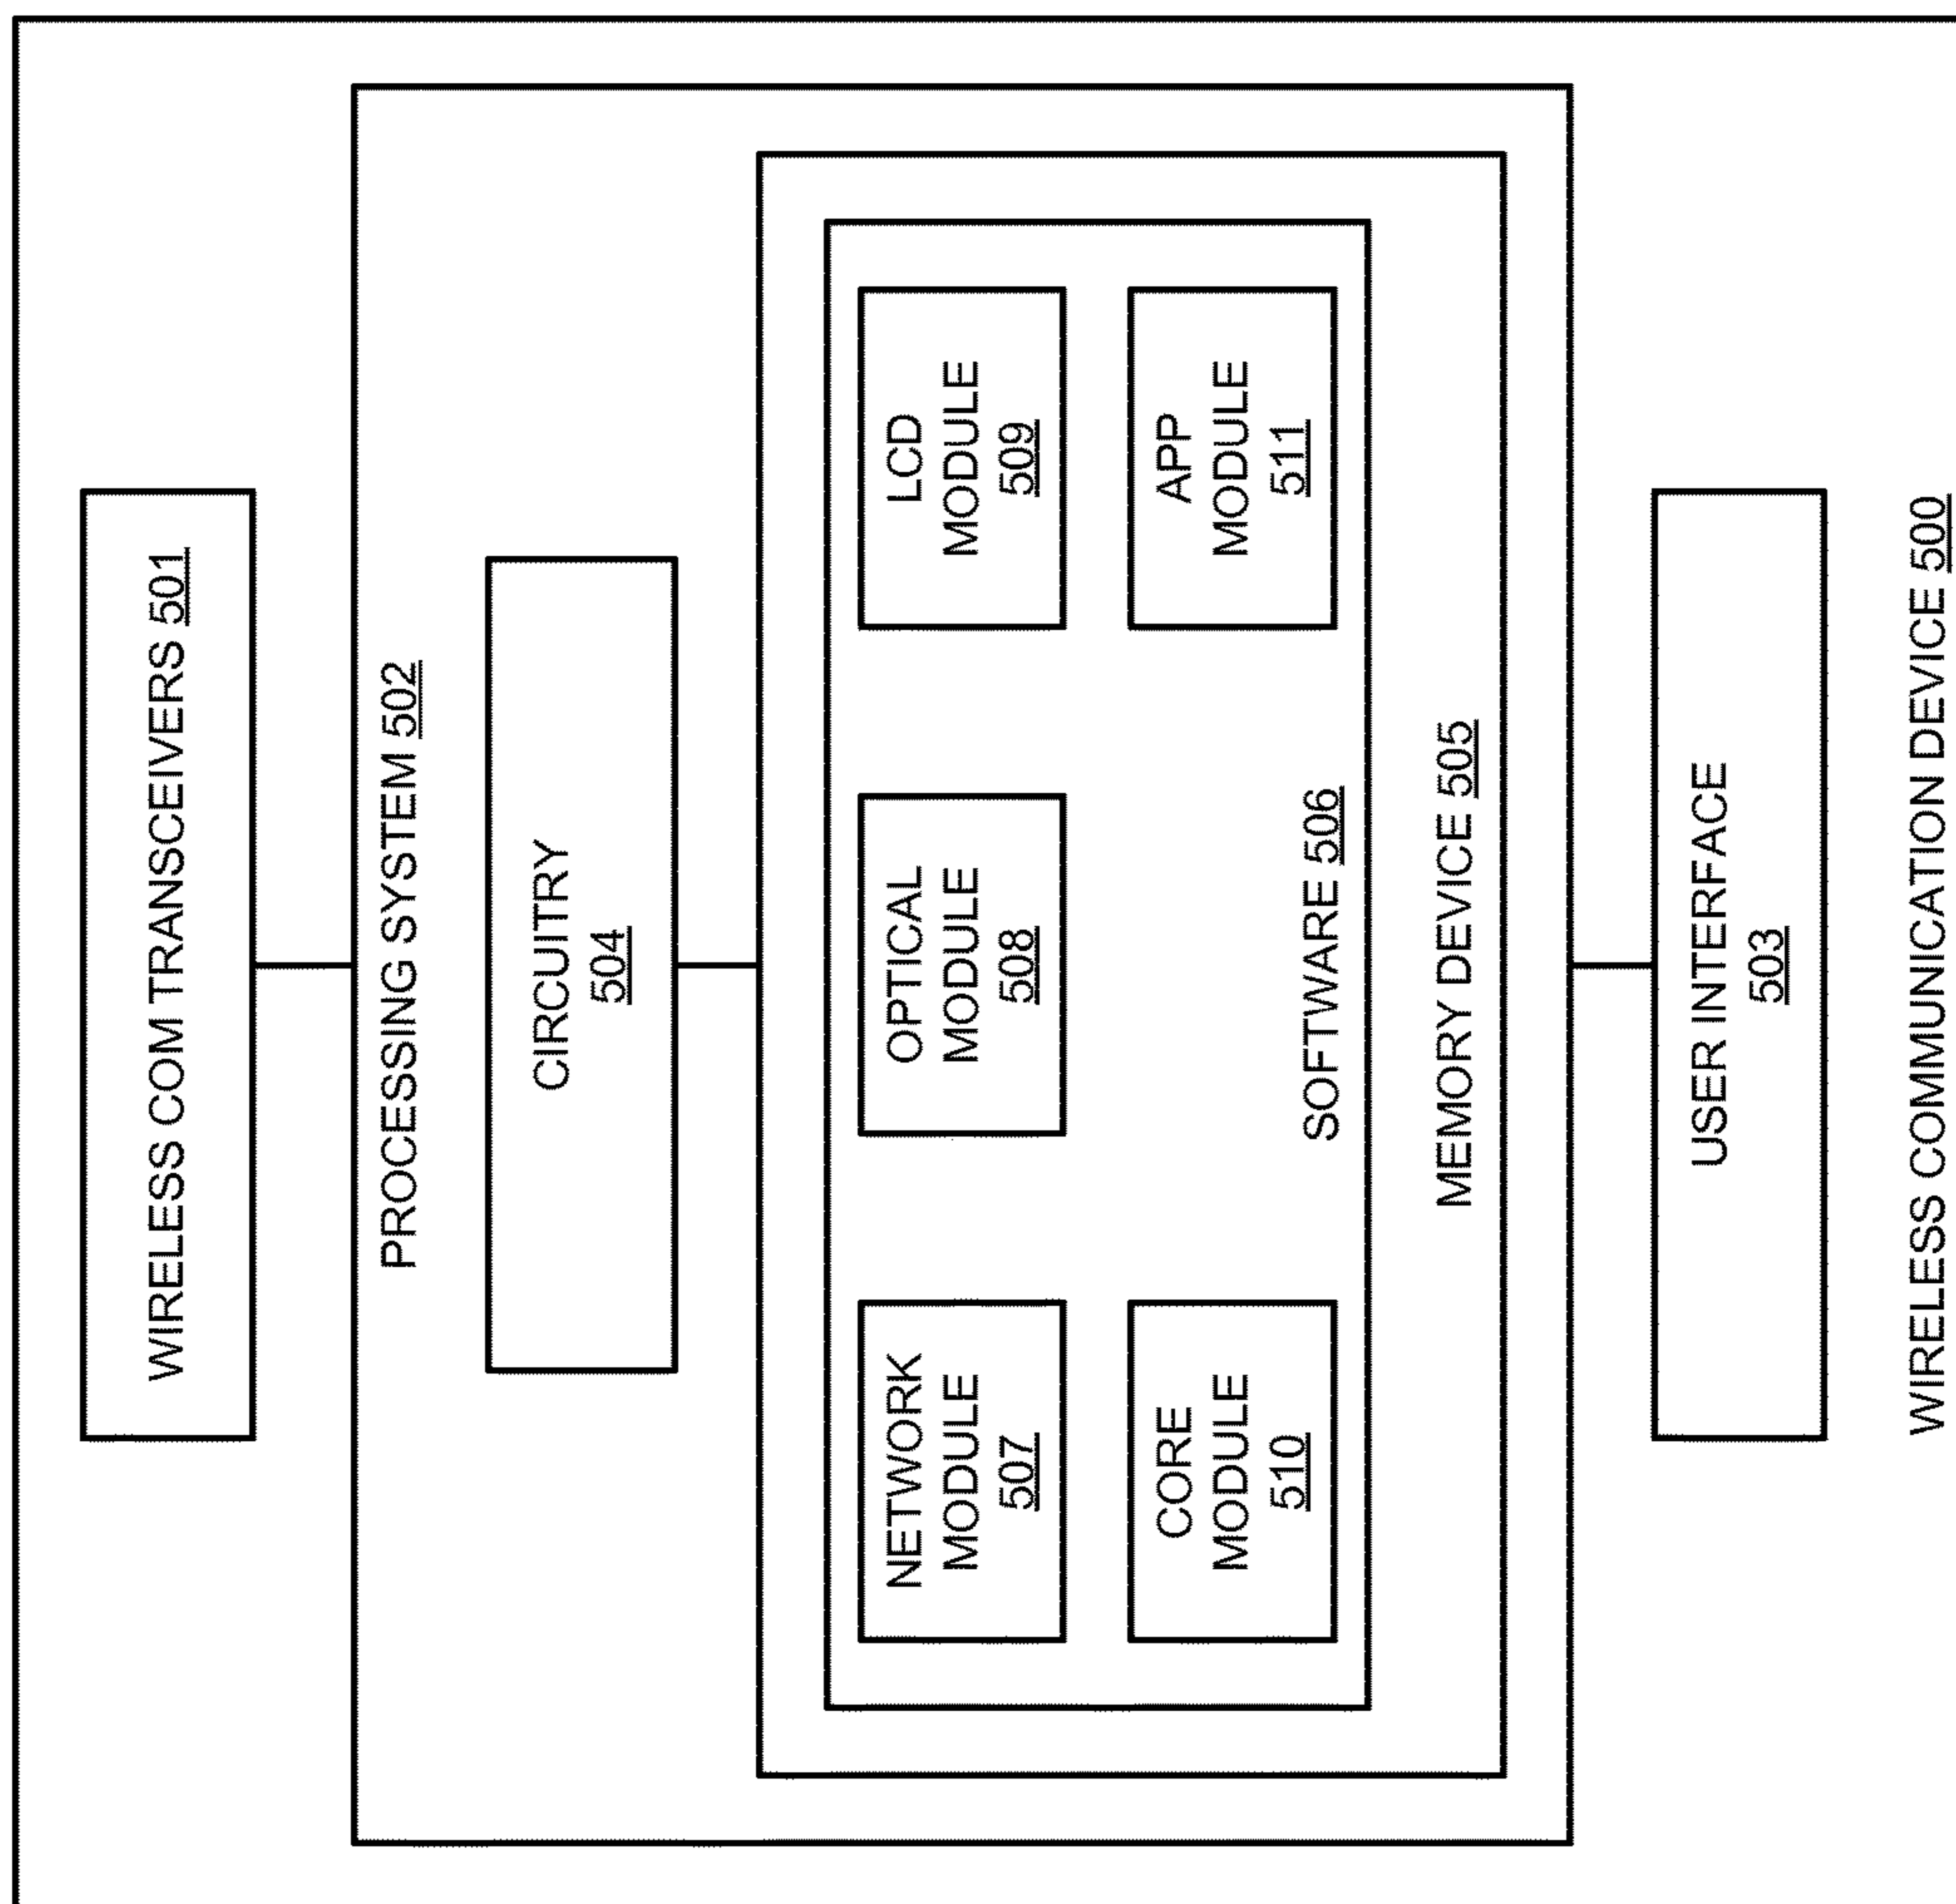 WIRELESS COM TRANSCEIVERS 501
PROCESSING SYSTEM 502
CIRCUITRY
504
NETWORK
MODULE
507
OPTICAL
MODULE
508
LCD
MODULE
509
CORE
MODULE
510
APP
MODULE
511
SOFTWARE 506
MEMORY DEVICE 505
USER INTERFACE
503
WIRELESS COMMUNICATION DEVICE 500